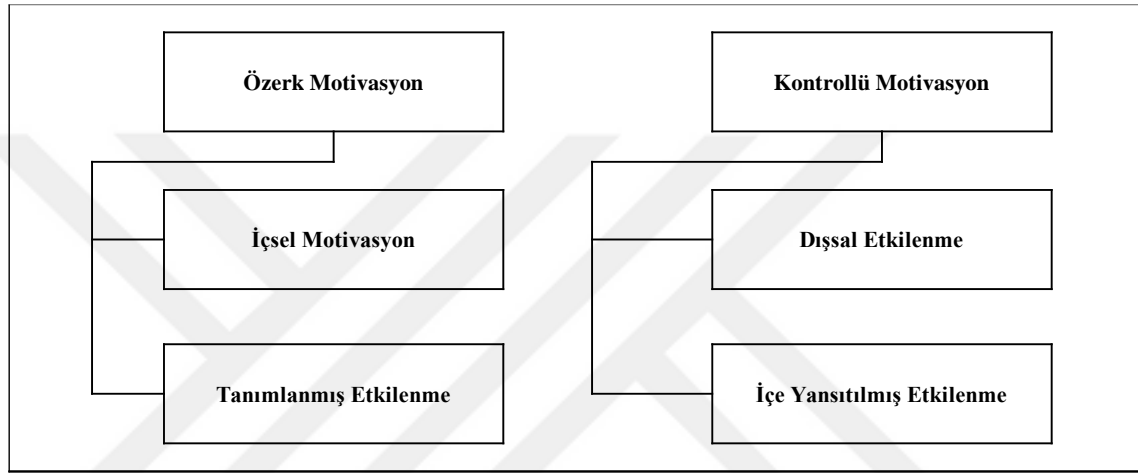 Özerk Motivasyon
Kontrollü Motivasyon
İçsel Motivasyon
Dışsal Etkilenme
Tanımlanmış Etkilenme
İçe Yansıtılmış Etkilenme